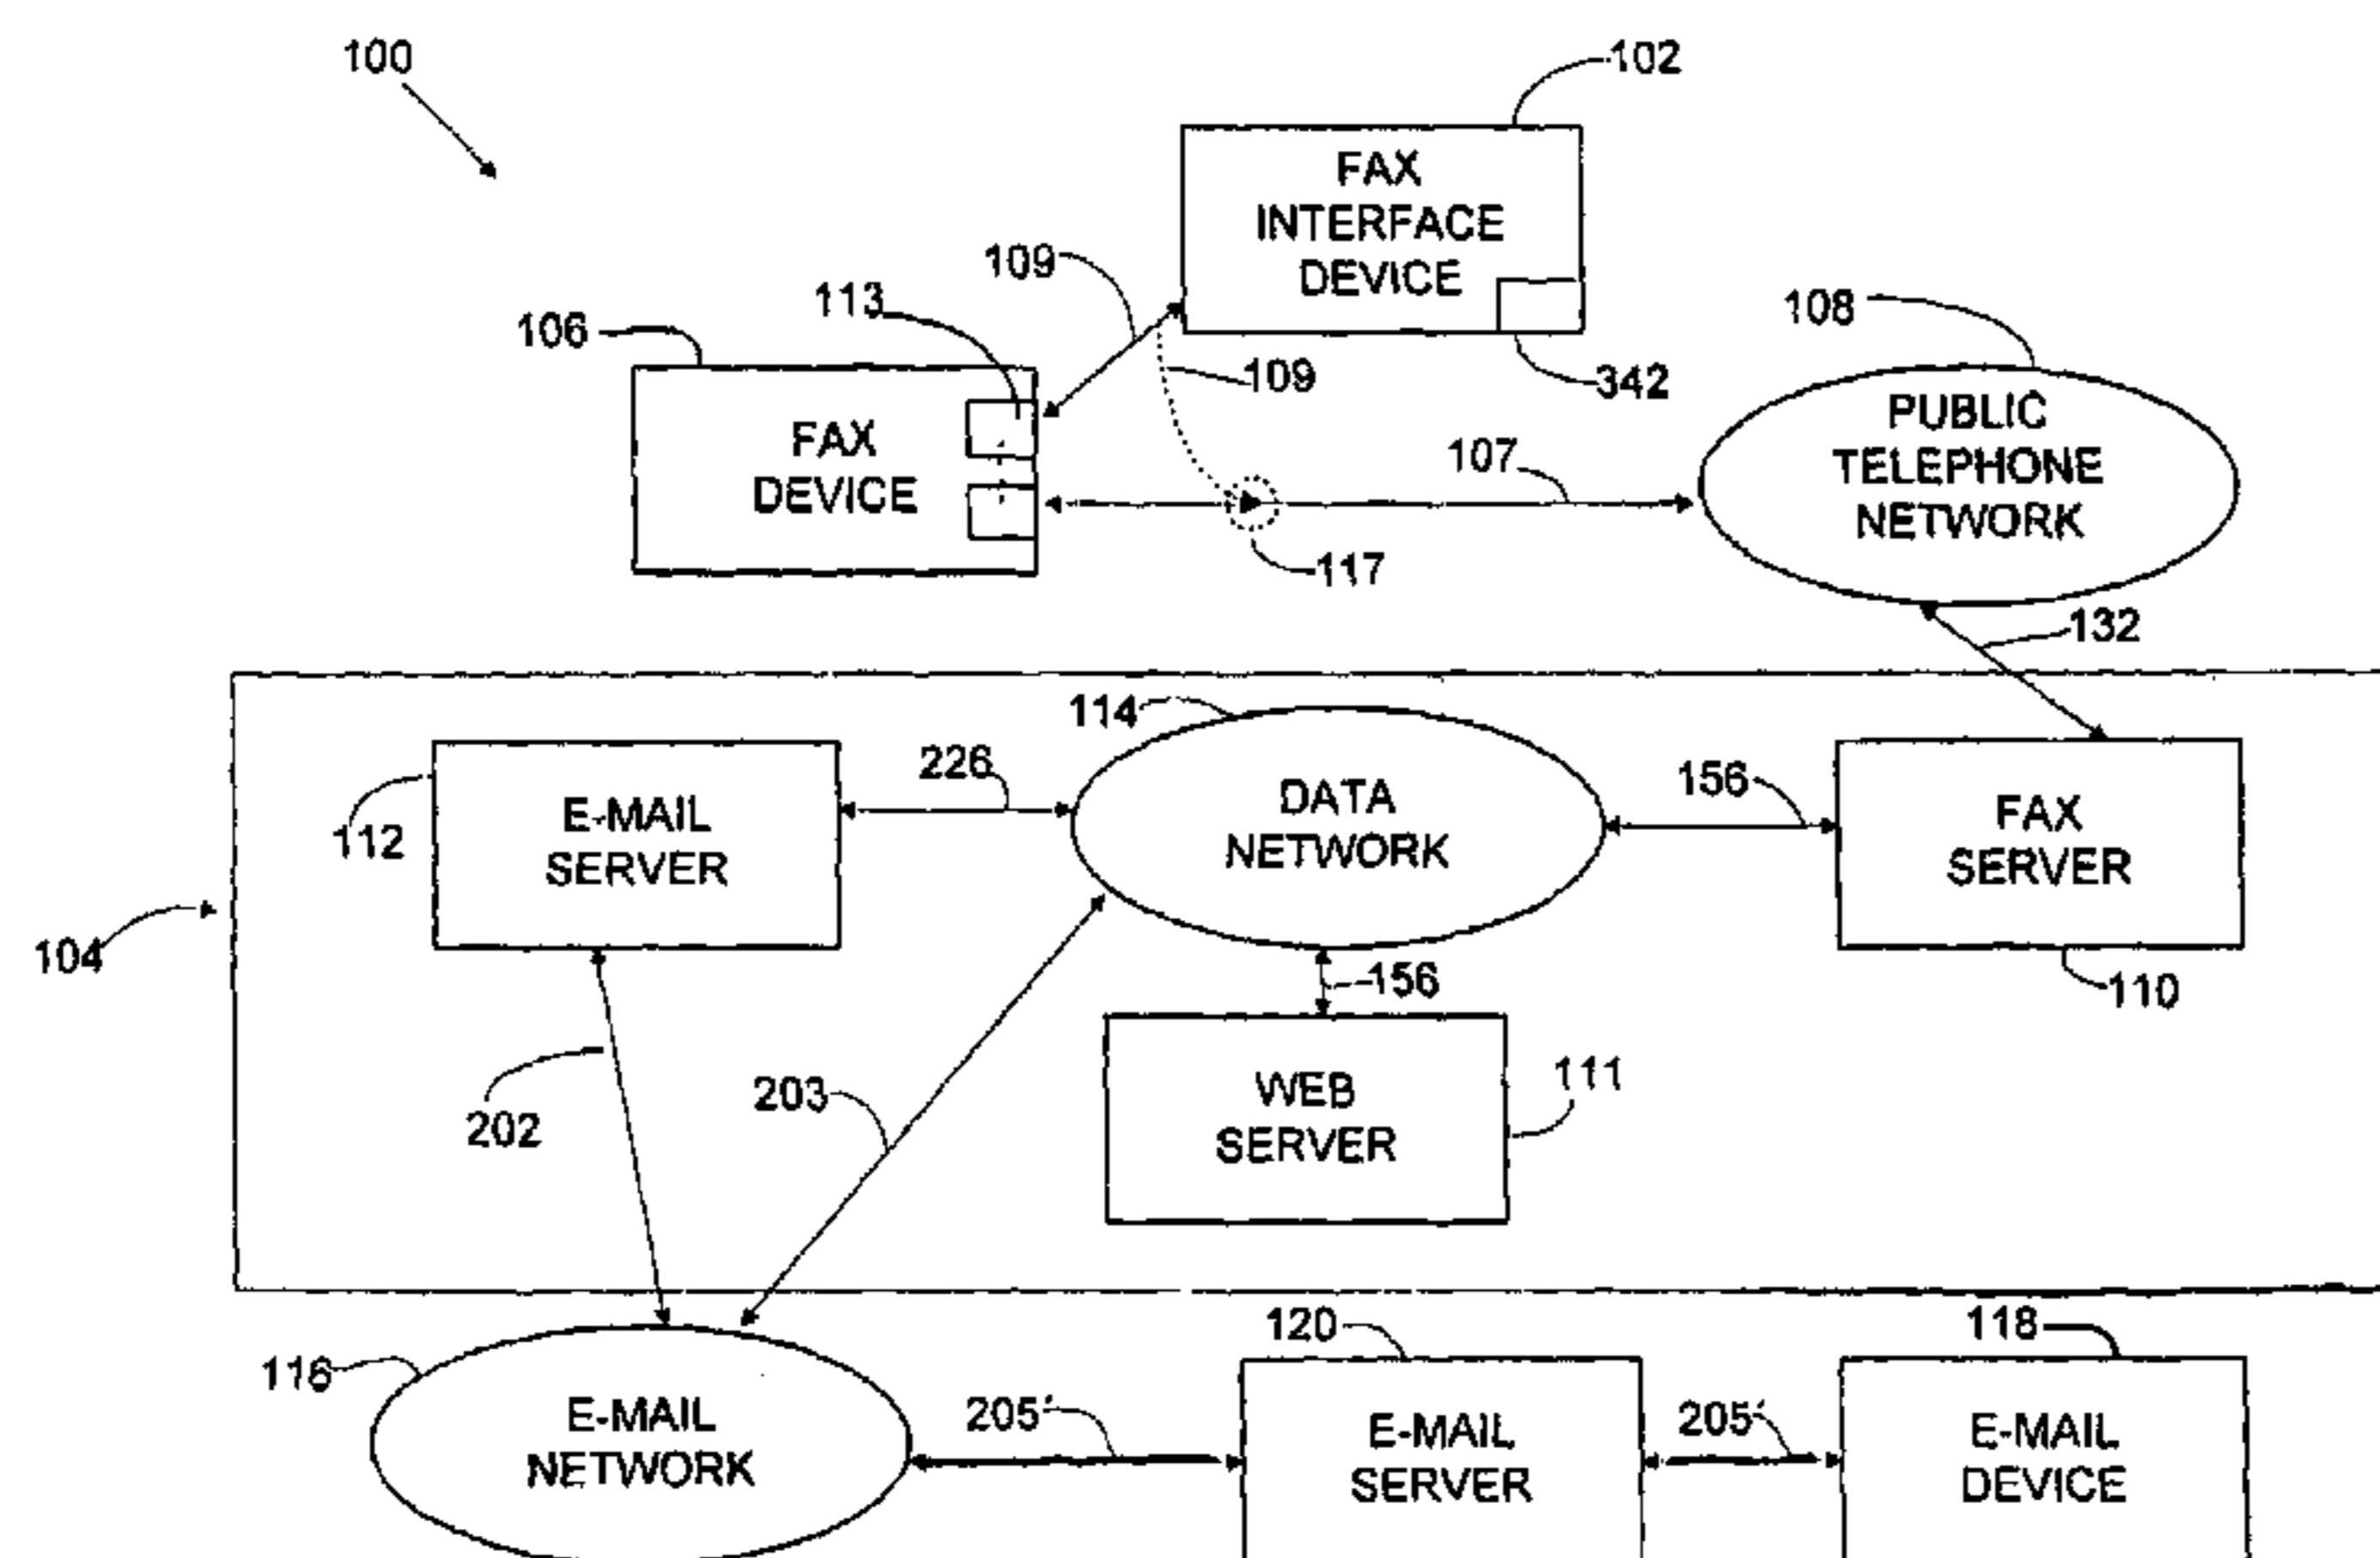 100
102
FAX
INTERFACE
DEVICE
109
113
106
108
109
342
FAX
DEVICE
107
PUBLIC
TELEPHONE
NETWORK
117
132
114
226
156
112
E-MAIL
SERVER
DATA
NETWORK
FAX
SERVER
104
156
110
202
203
WEB
SERVER
111
120
118
116
E-MAIL
NETWORK
205'
E-MAIL
SERVER
205'
E-MAIL
DEVICE